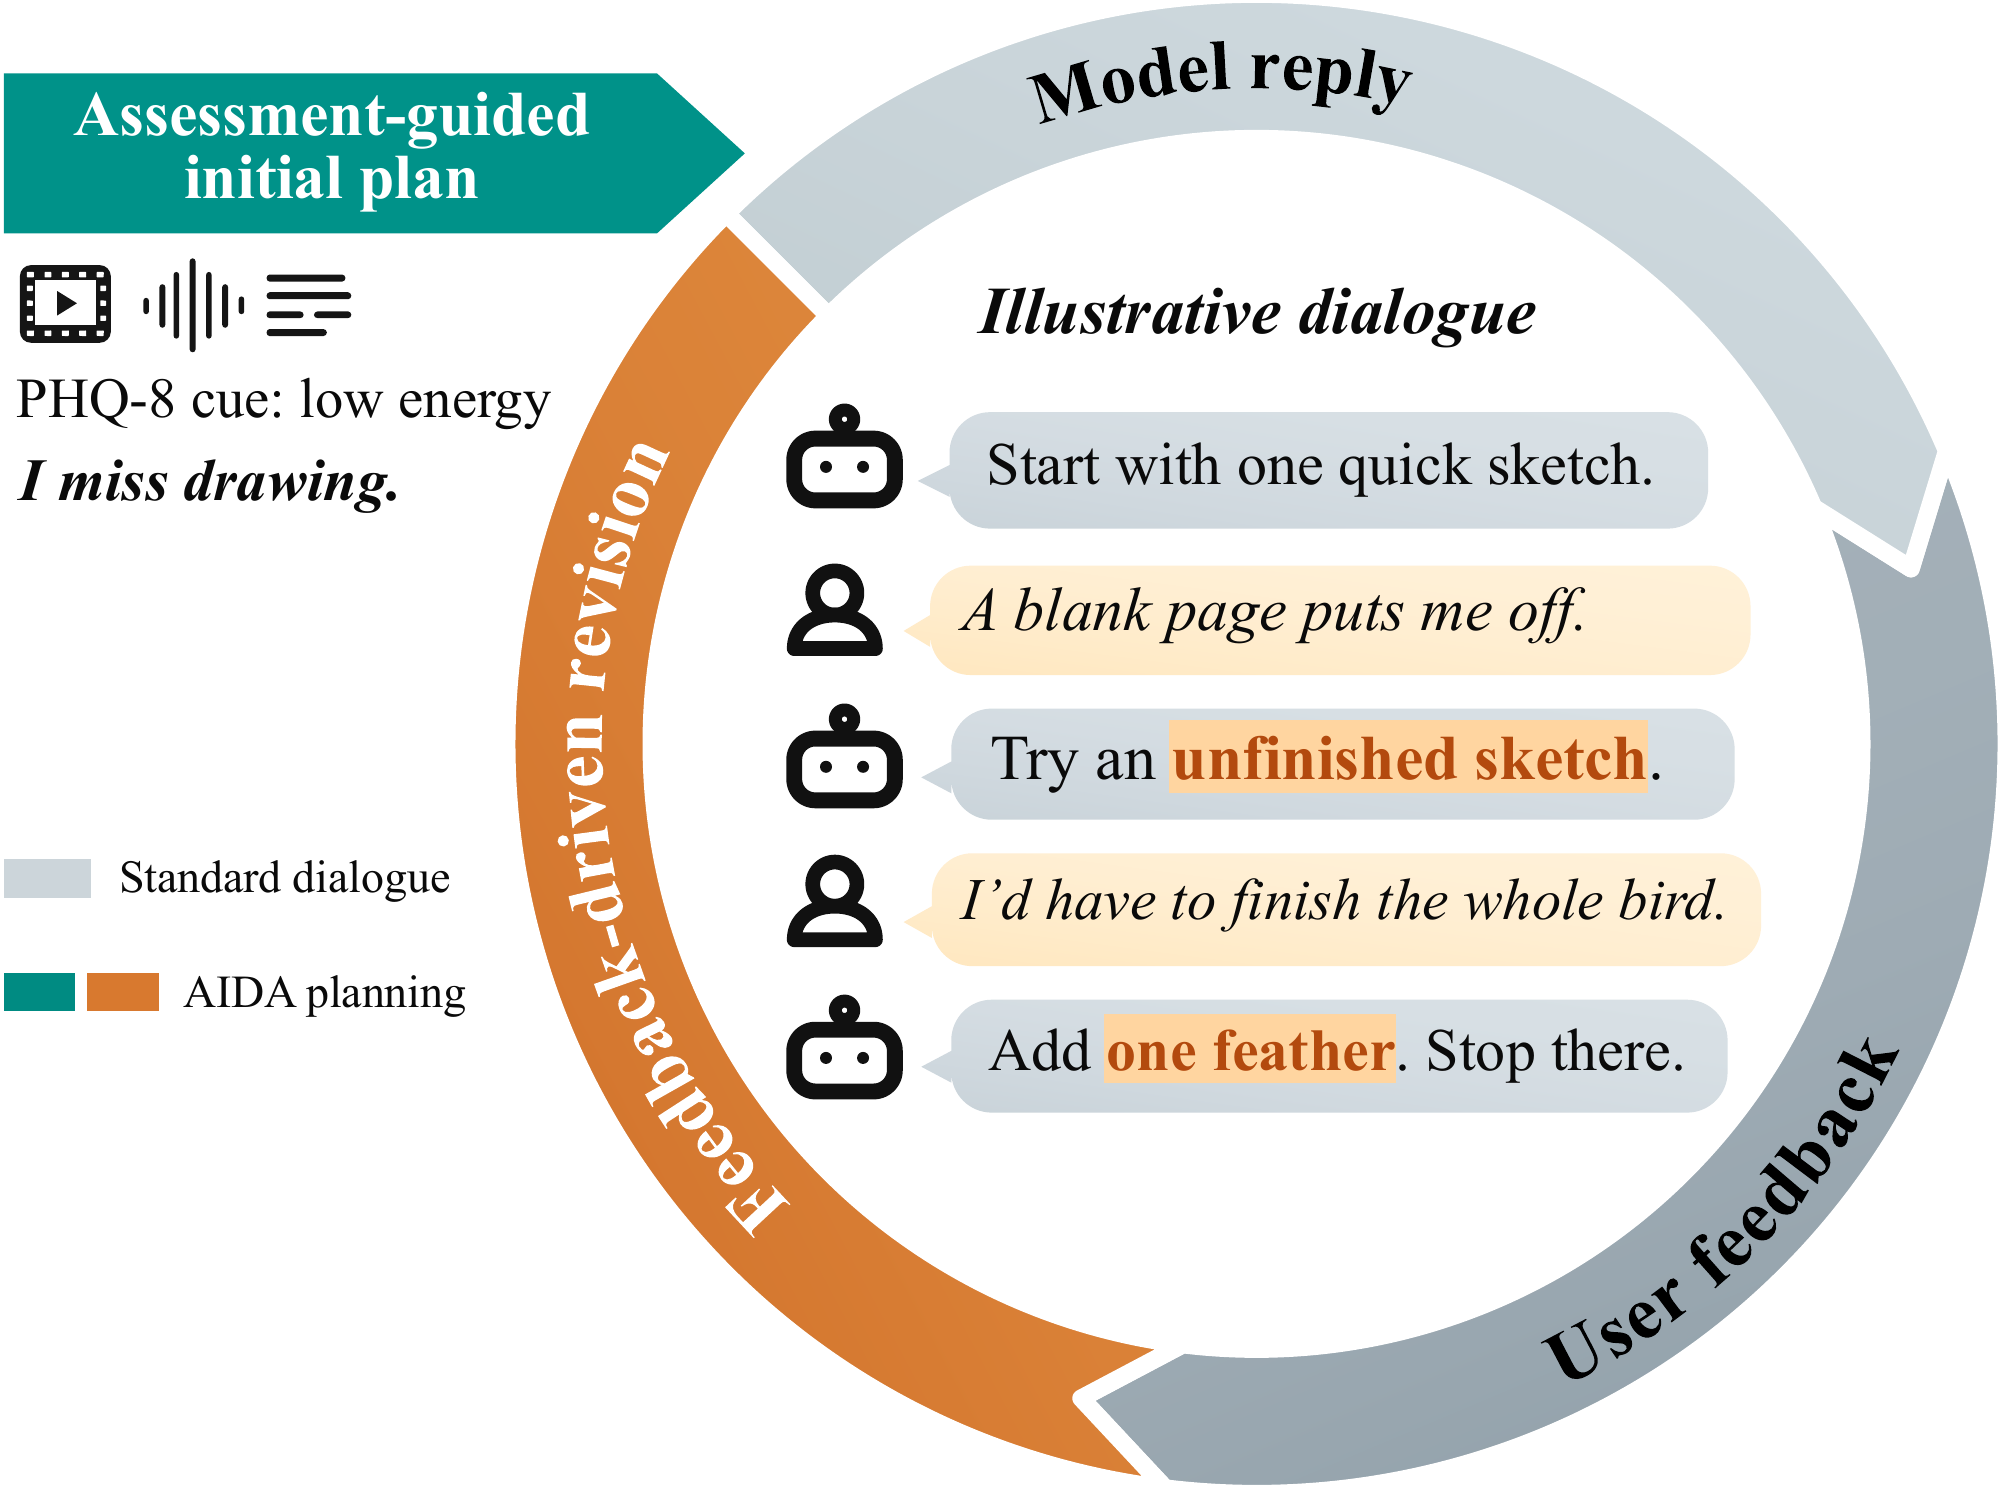 Assessment-guided
initial plan
PHQ-8 cue: low energy
I miss drawing.
Standard dialogue
AIDA planning
Model reply
User feedback
Feedback-driven revision
Illustrative dialogue
Start with one quick sketch.
A blank page puts me off.
Try an unfinished sketch.
I’d have to finish the whole bird.
Add one feather. Stop there.